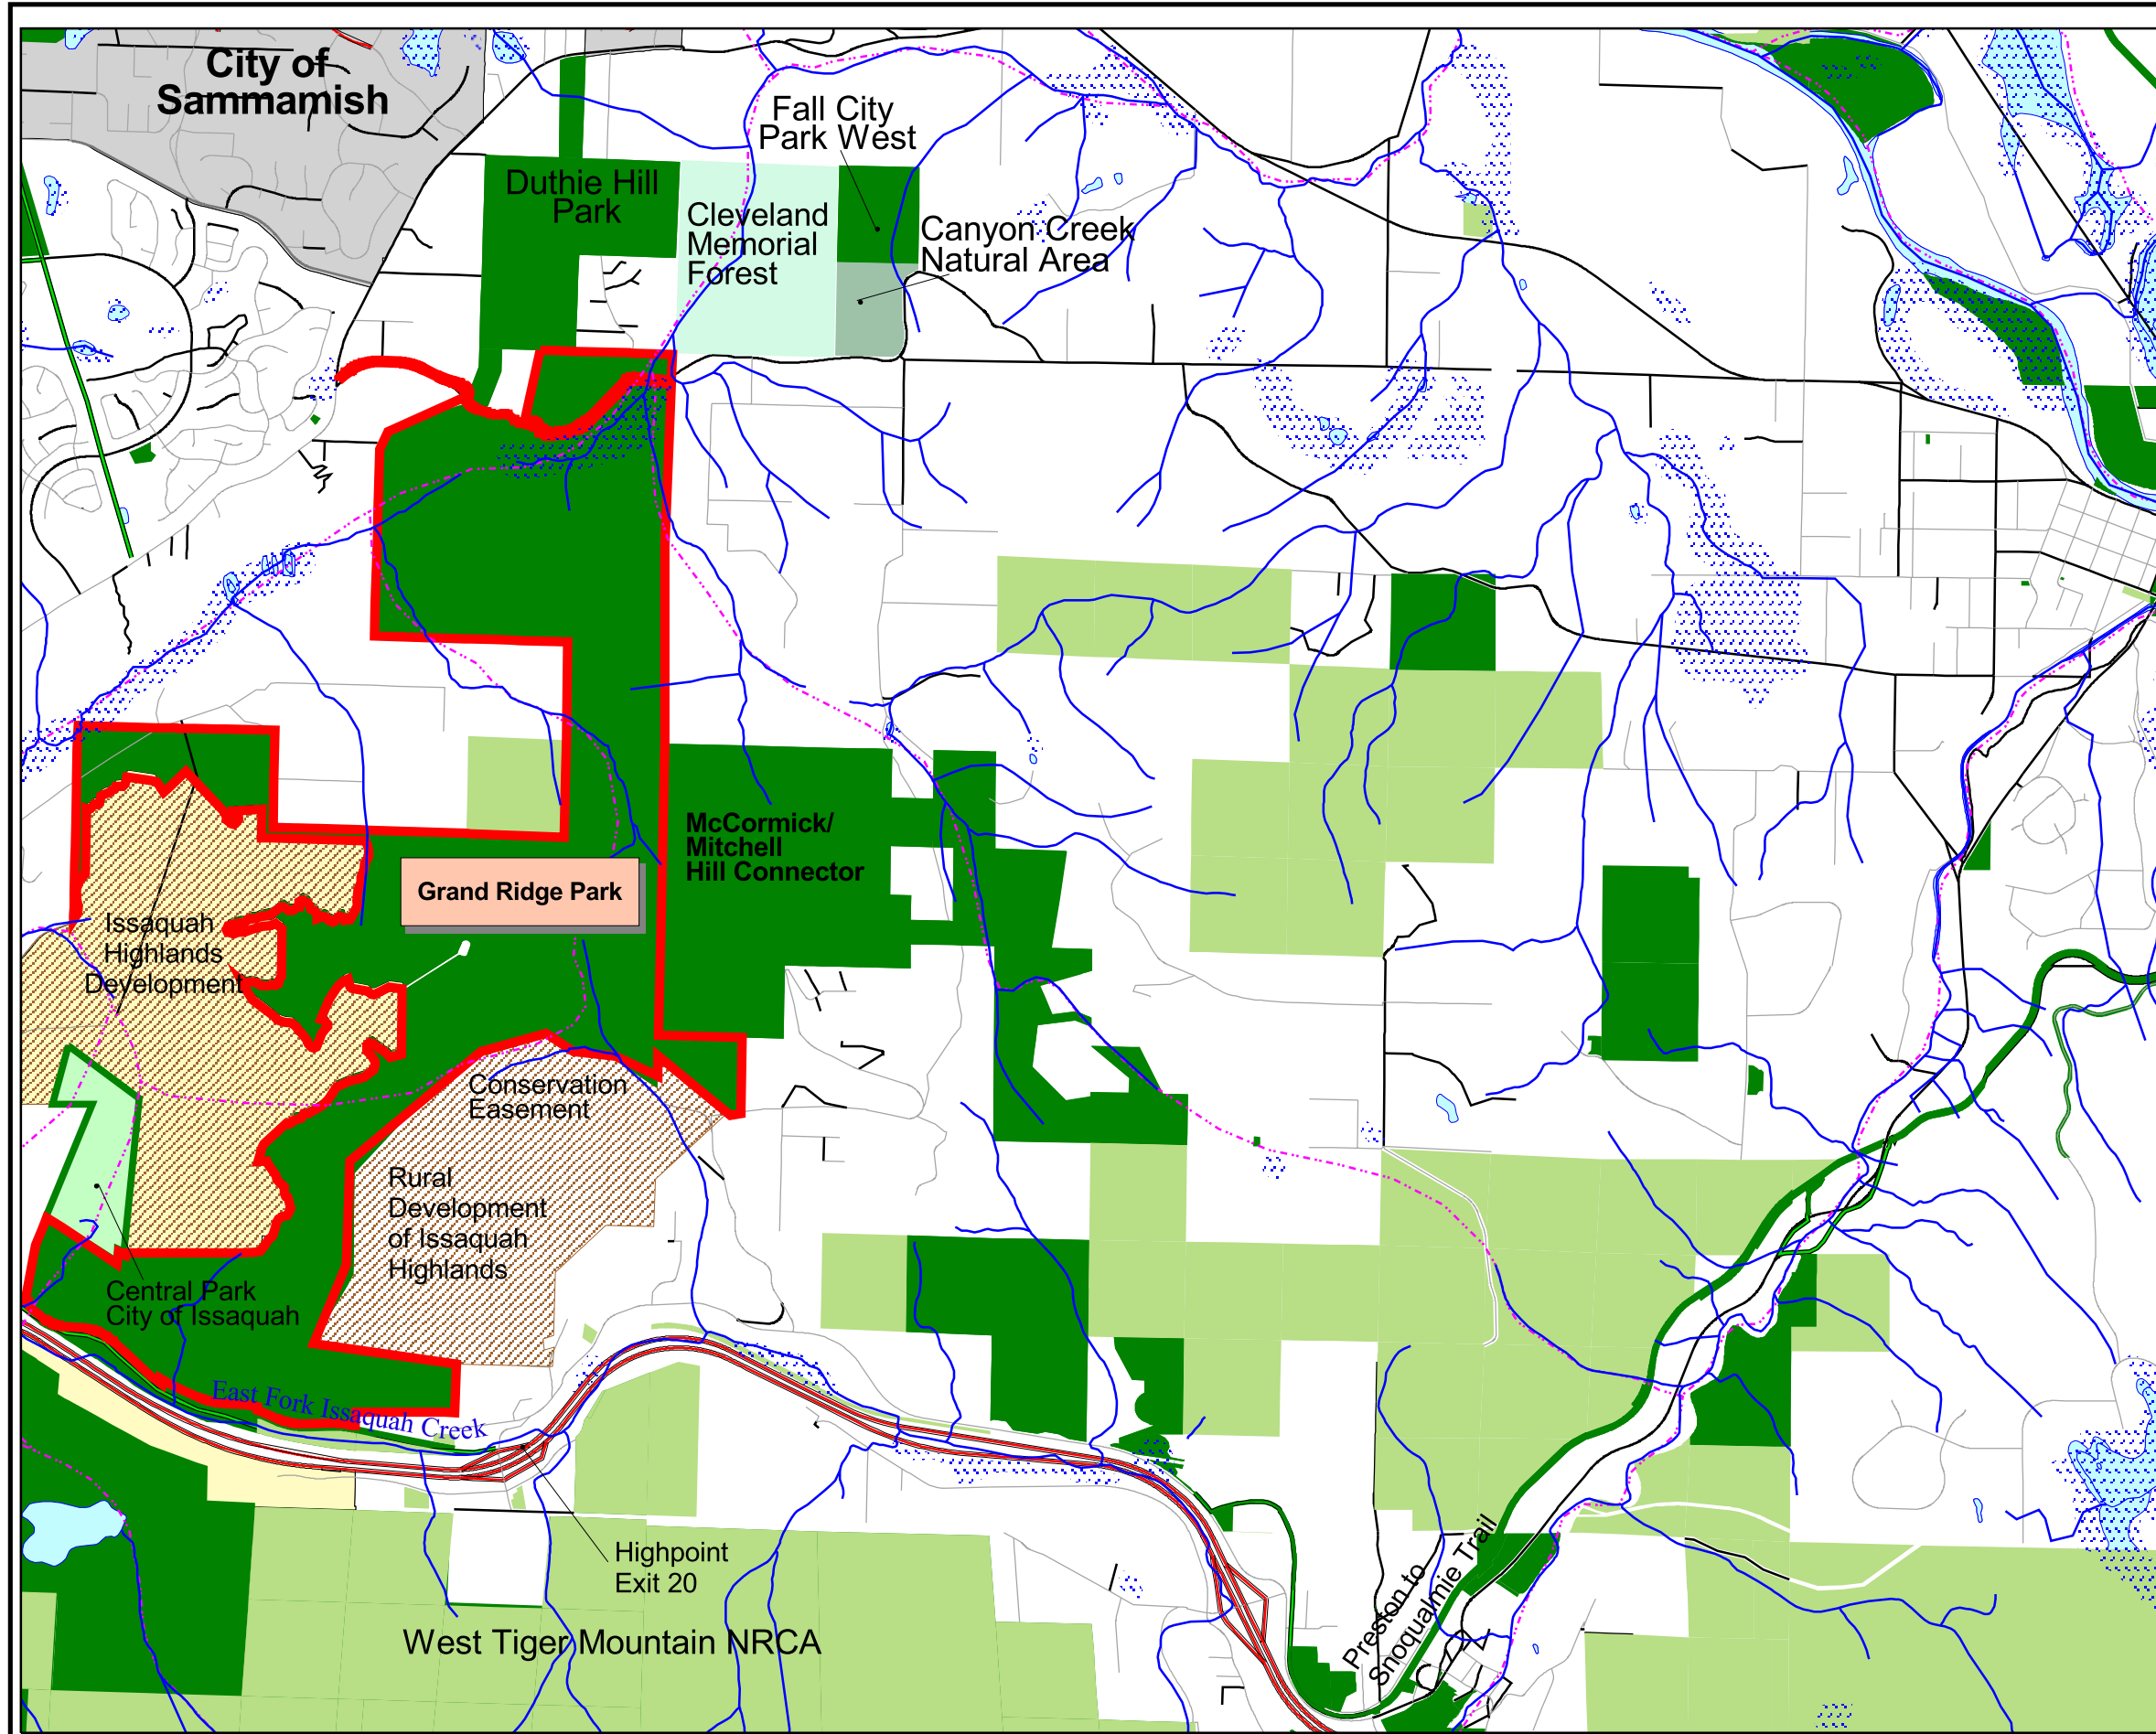 City of
Sammamish
Fall City
Park West
Duthie Hill
Park
Cleveland
Memorial
Forest
Canyon Creek
Natural Area
McCormick/
Mitchell
Hill Connector
Grand Ridge Park
Issaquah
Highlands
Development
Conservation
Easement
Rural
Development
of Issaquah
Highlands
Central Park
City of Issaquah
East Fork Issaquah Creek
Highpoint
Exit 20
West Tiger Mountain NRCA
Preston to
Snoqualmie Trail